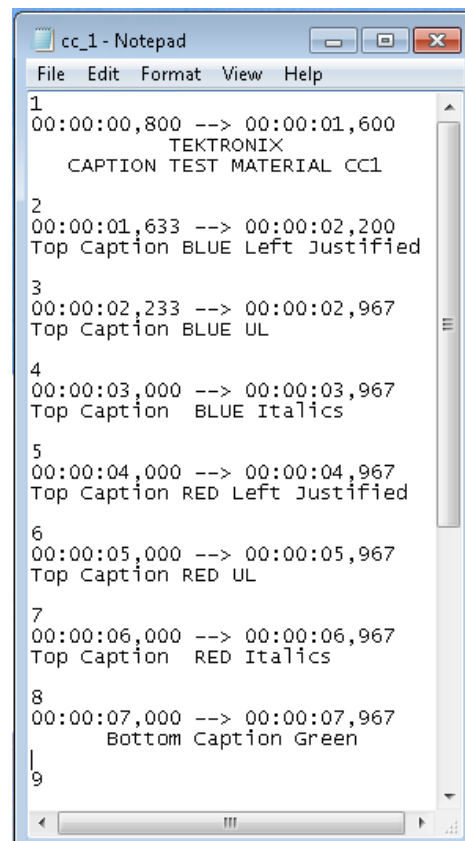 cc_1 - Notepad
File Edit Format View Help
1
00:00:00,800 --> 00:00:01,600
TEKTRONIX
CAPTION TEST MATERIAL CC1
2
00:00:01,633 --> 00:00:02,200
Top Caption BLUE Left Justified
3
00:00:02,233 --> 00:00:02,967
Top Caption BLUE UL
4
00:00:03,000 --> 00:00:03,967
Top Caption  BLUE Italics
5
00:00:04,000 --> 00:00:04,967
Top Caption RED Left Justified
6
00:00:05,000 --> 00:00:05,967
Top Caption RED UL
7
00:00:06,000 --> 00:00:06,967
Top Caption  RED Italics
8
00:00:07,000 --> 00:00:07,967
Bottom Caption Green
9